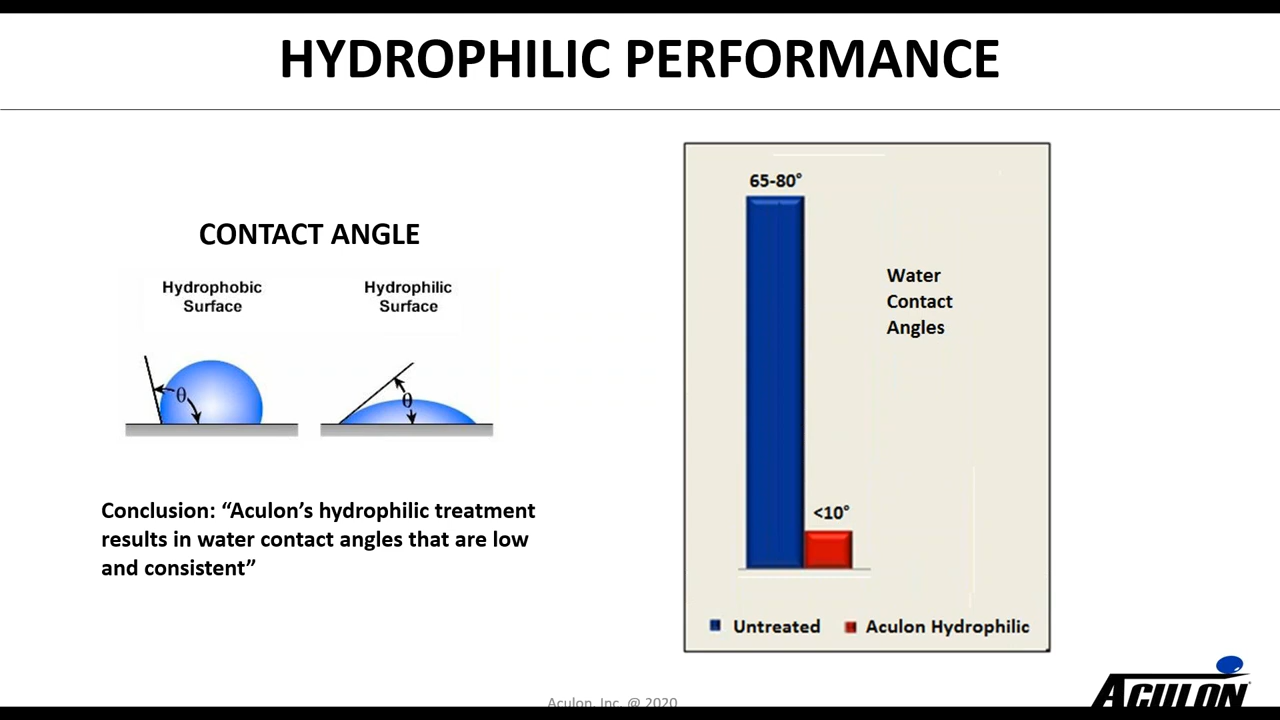 HYDROPHILIC PERFORMANCE
CONTACT ANGLE
Hydrophobic
Surface
Hydrophilic
Surface
θ
θ
Conclusion: “Aculon’s hydrophilic treatment
results in water contact angles that are low
and consistent”
65-80°
<10°
Water
Contact
Angles
Untreated
Aculon Hydrophilic
Aculon, Inc. @ 2020
ACULON